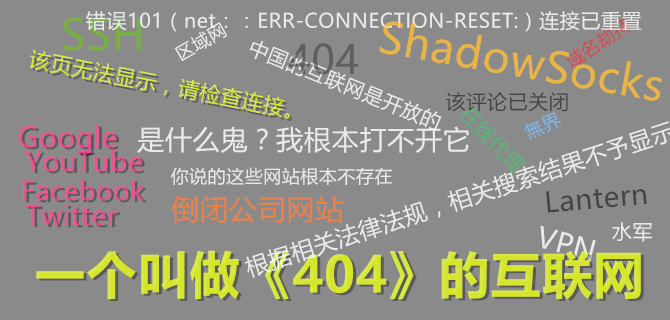 错误101（net：：ERR-CONNECTION-RESET:）连接已重置
SSH
区域网
404
ShadowSocks
域名劫持
中国的互联网是开放的
该页无法显示，请检查连接。
该评论已关闭
在线代理
無界
Google
是什么鬼？我根本打不开它
YouTube
你说的这些网站根本不存在
Facebook
Twitter
倒闭公司网站
根据相关法律法规，相关搜索结果不予显示
Lantern
VPN
水军
一个叫做《404》的互联网